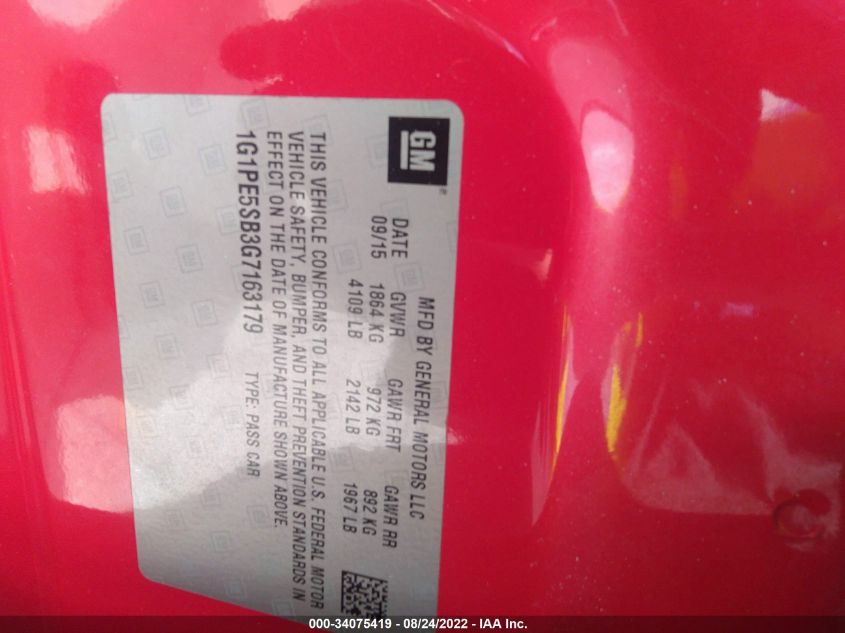 GM
MFD BY GENERAL MOTORS LLC
DATE GVWR GAWR FRT GAWR RR
09/15 1864 KG 972 KG 892 KG
4109 LB 2142 LB 1967 LB
THIS VEHICLE CONFORMS TO ALL APPLICABLE U.S. FEDERAL MOTOR
VEHICLE SAFETY, BUMPER, AND THEFT PREVENTION STANDARDS IN
EFFECT ON THE DATE OF MANUFACTURE SHOWN ABOVE.
1G1PE5SB3G7163179 TYPE: PASS CAR
000-34075419 - 08/24/2022 - IAA Inc.